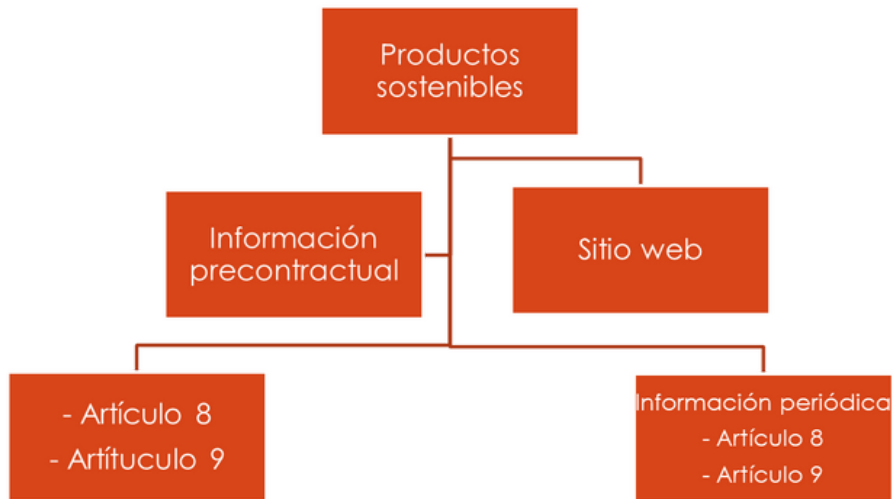 Productos
sostenibles
Información
precontractual
Sitio web
- Artículo 8
- Artítuculo 9
Información periódica
- Artículo 8
- Artículo 9